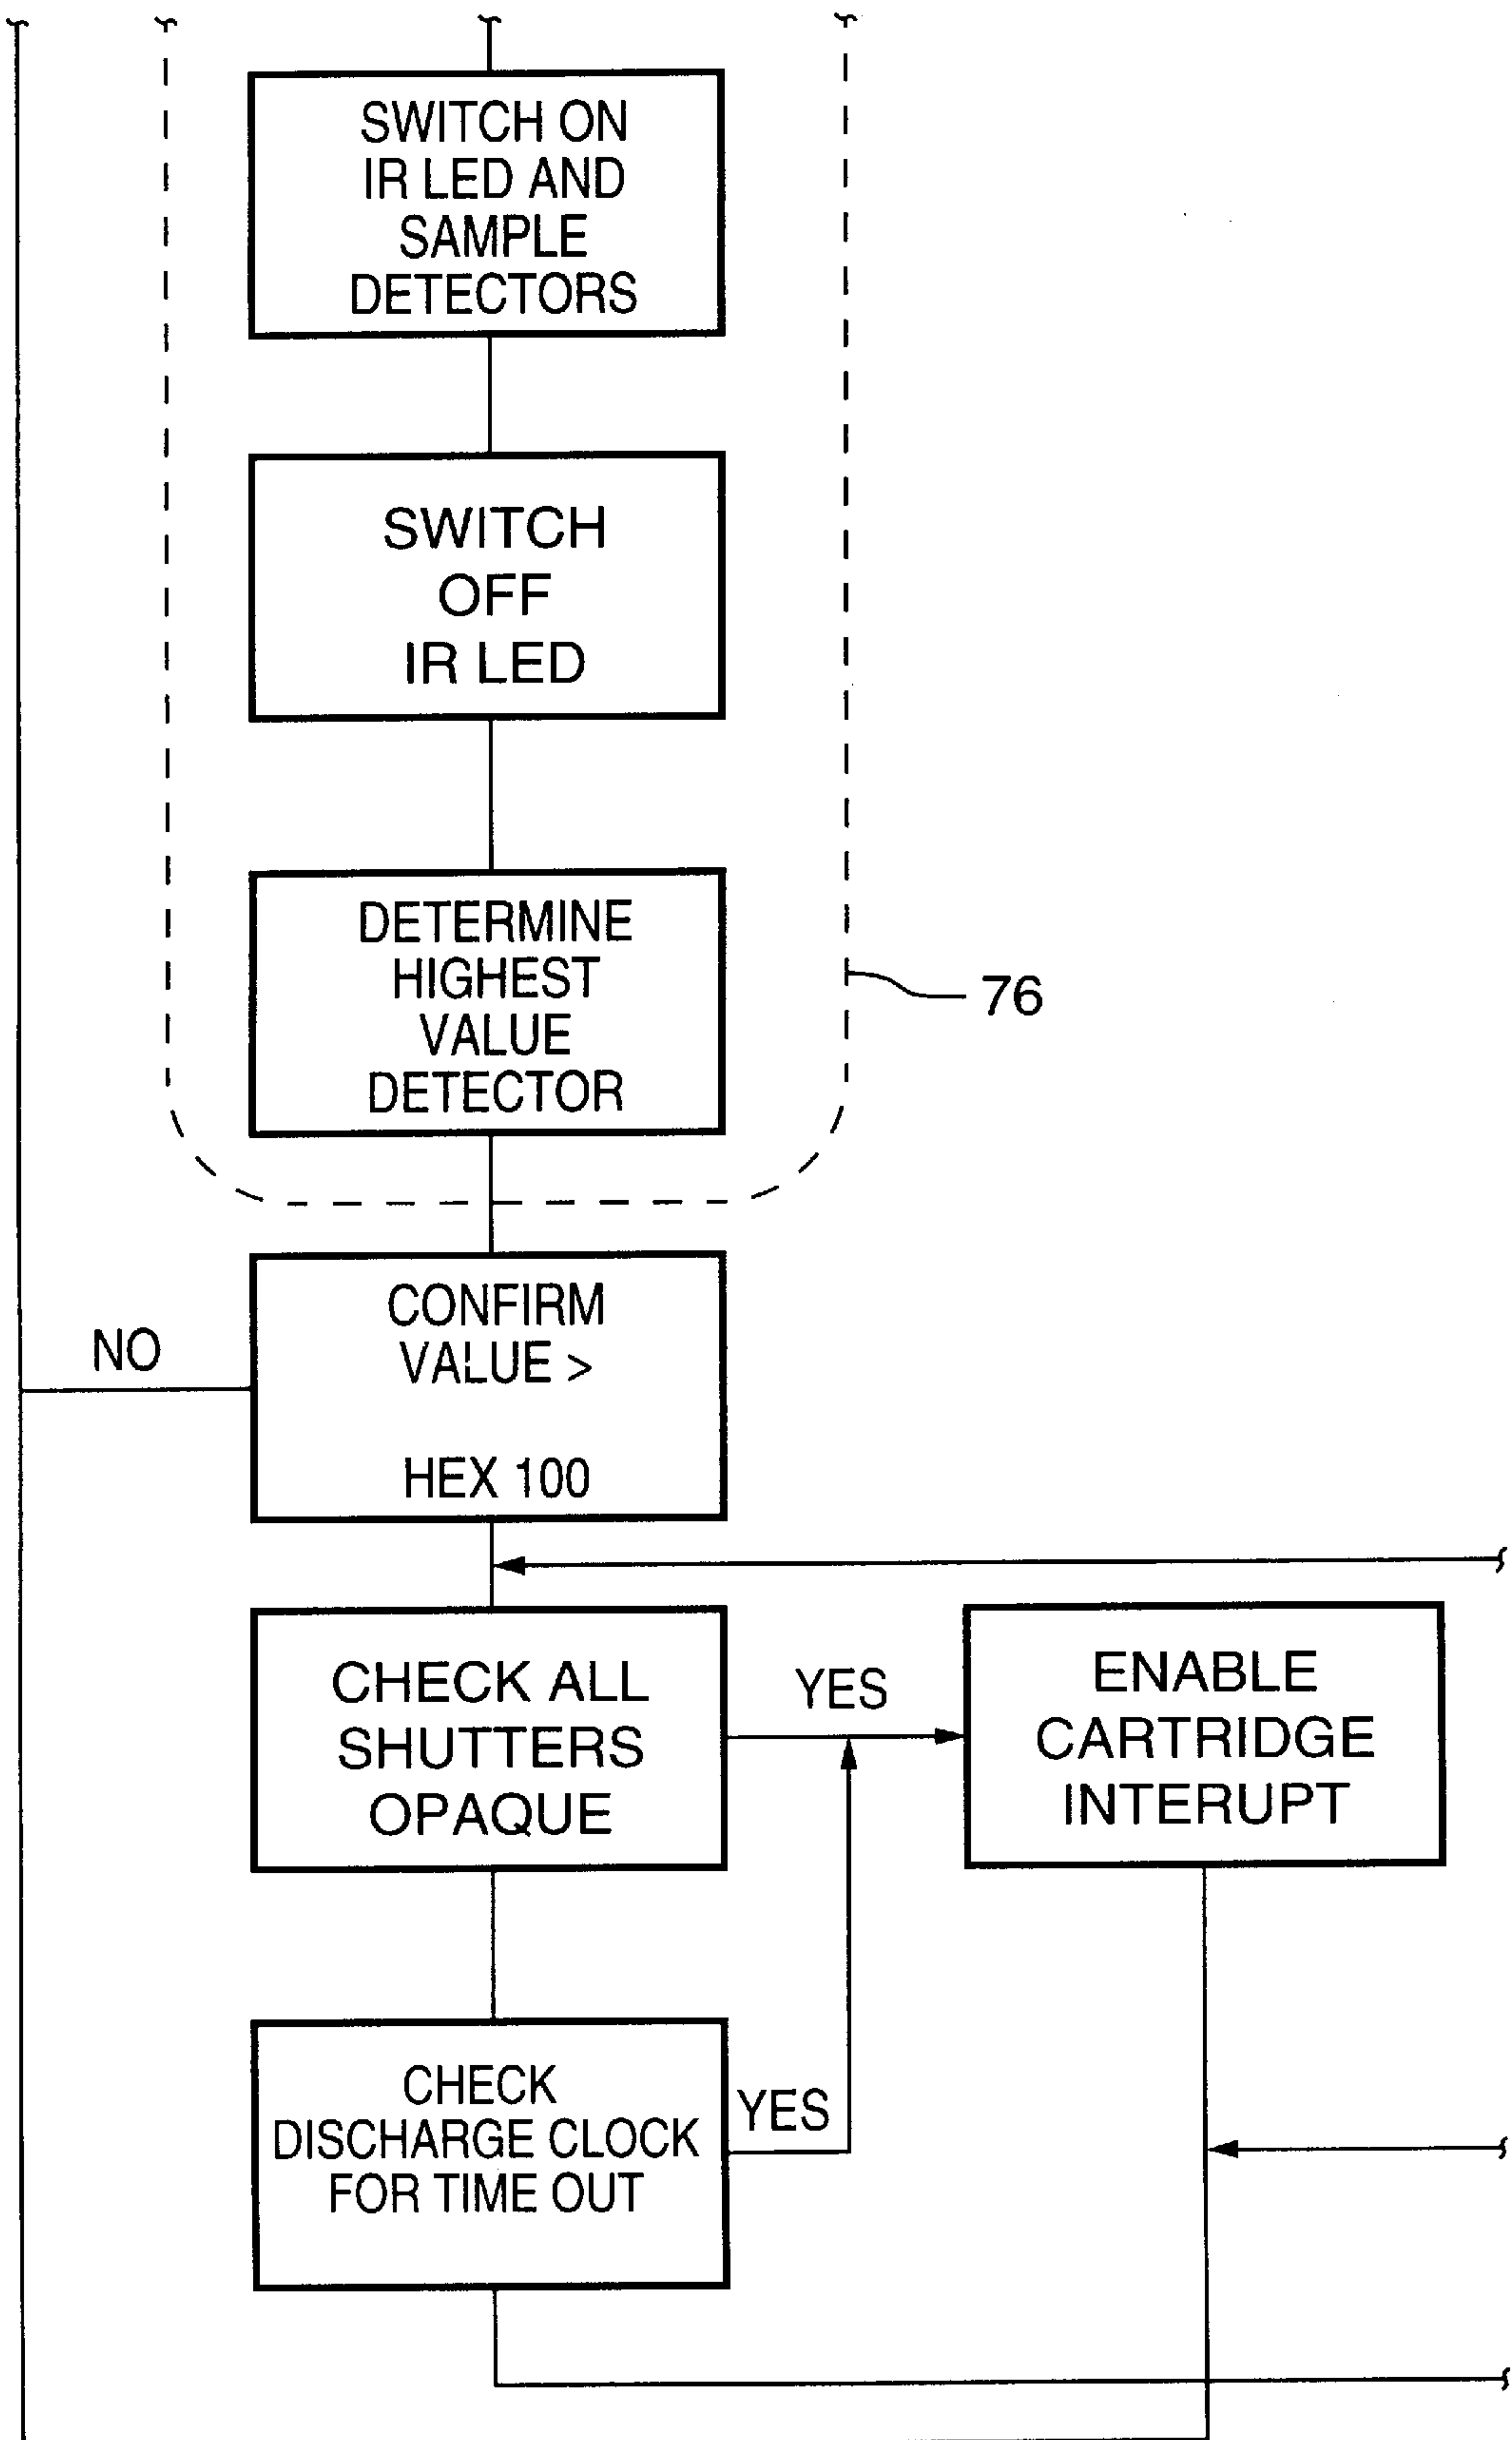 SWITCH ON
IR LED AND
SAMPLE
DETECTORS
SWITCH
OFF
IR LED
DETERMINE
HIGHEST
VALUE
DETECTOR
76
CONFIRM
VALUE >
HEX 100
NO
CHECK ALL
SHUTTERS
OPAQUE
YES
ENABLE
CARTRIDGE
INTERUPT
CHECK
DISCHARGE CLOCK
FOR TIME OUT
YES